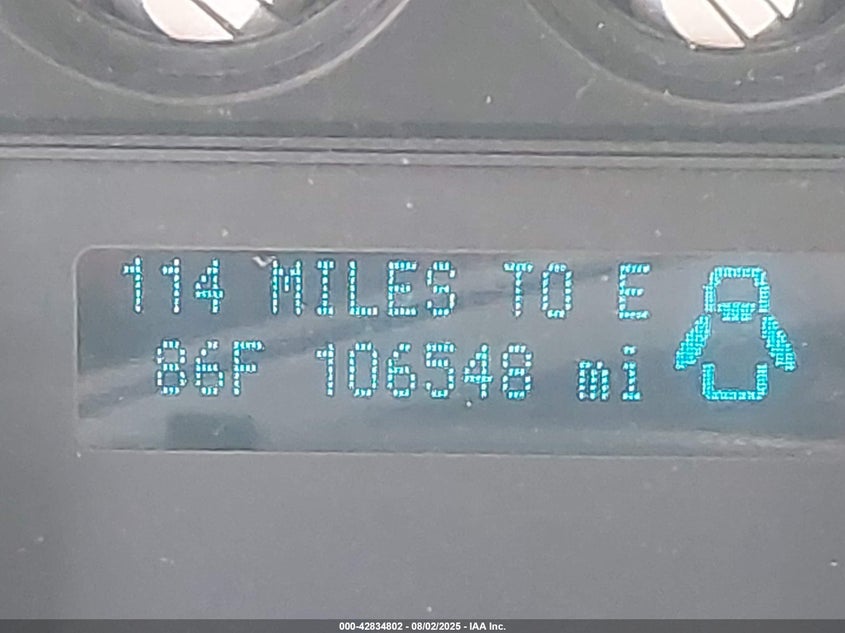 114 MILES TO E
86F 106548 mi
000-42834802 - 08/02/2025 - IAA Inc.